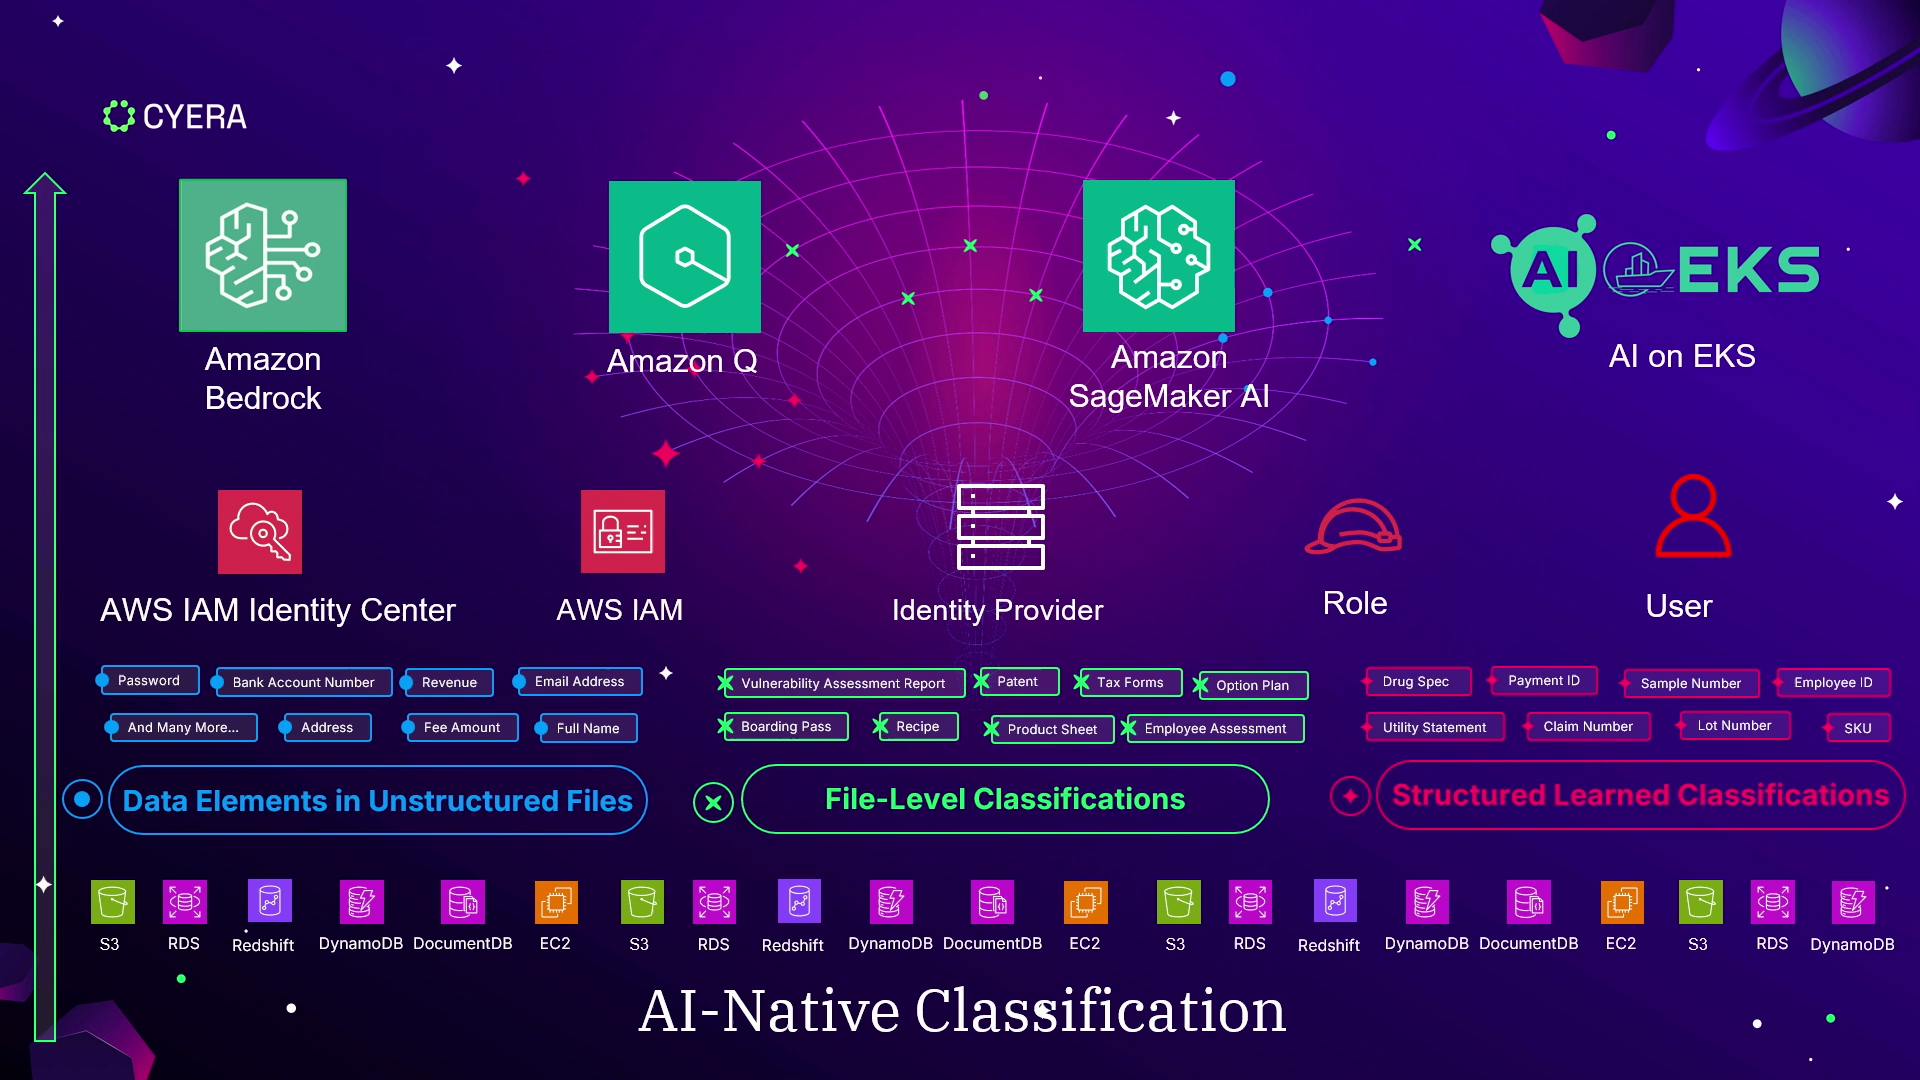 CYERA
Amazon
Bedrock
Amazon Q
Amazon
SageMaker AI
AI EKS
AI on EKS
AWS IAM Identity Center
AWS IAM
Identity Provider
Role
User
Password
Bank Account Number
Revenue
Email Address
And Many More...
Address
Fee Amount
Full Name
Vulnerability Assessment Report
Patent
Tax Forms
Option Plan
Boarding Pass
Recipe
Product Sheet
Employee Assessment
Drug Spec
Payment ID
Sample Number
Employee ID
Utility Statement
Claim Number
Lot Number
SKU
Data Elements in Unstructured Files
File-Level Classifications
Structured Learned Classifications
S3
RDS
Redshift
DynamoDB
DocumentDB
EC2
S3
RDS
Redshift
DynamoDB
DocumentDB
EC2
S3
RDS
Redshift
DynamoDB
DocumentDB
EC2
S3
RDS
DynamoDB
AI-Native Classification